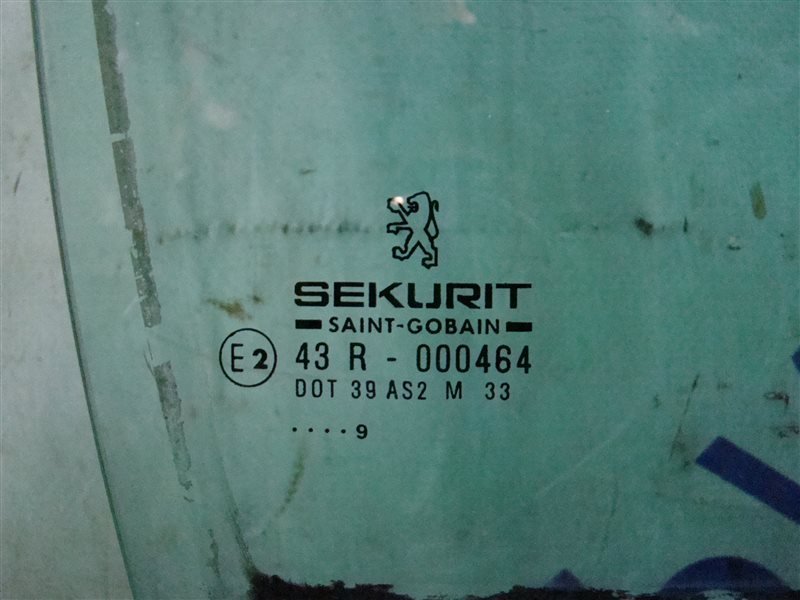 SEKURIT
SAINT-GOBAIN
E2 43 R - 000464
DOT 39 AS2 M 33
....9